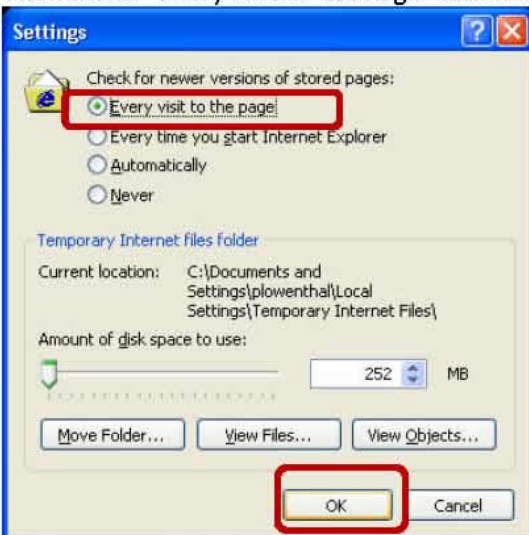 Settings
Check for newer versions of stored pages:
Every visit to the page
Every time you start Internet Explorer
Automatically
Never
Temporary Internet files folder
Current location: C:\Documents and
Settings\plowenthal\Local
Settings\Temporary Internet Files\
Amount of disk space to use:
252 MB
Move Folder... View Files... View Objects...
OK Cancel